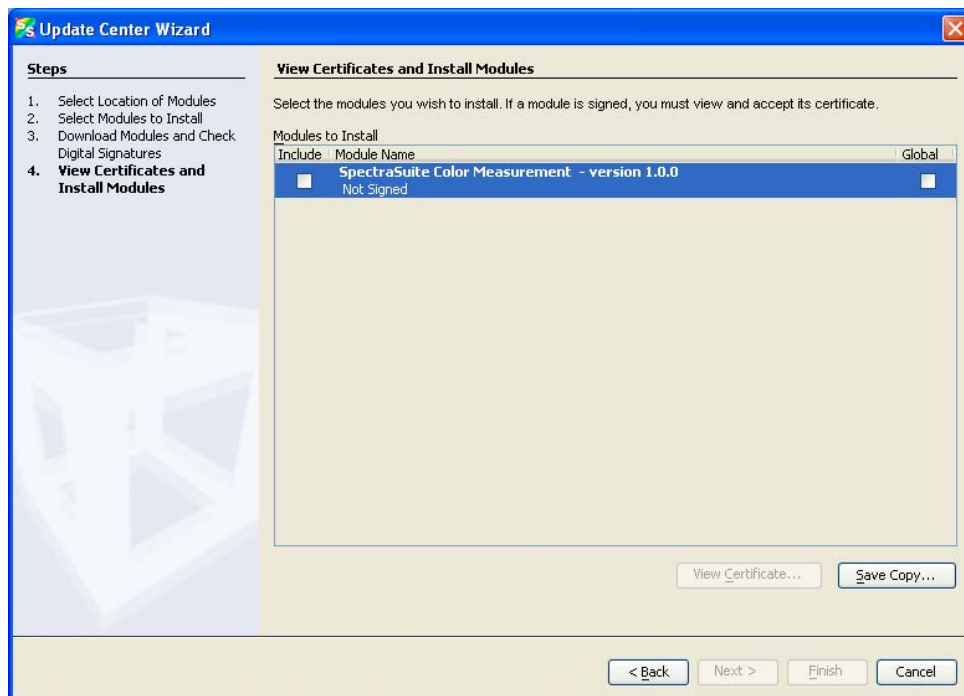 Update Center Wizard
Steps
1. Select Location of Modules
2. Select Modules to Install
3. Download Modules and Check
Digital Signatures
4. View Certificates and
Install Modules
View Certificates and Install Modules
Select the modules you wish to install. If a module is signed, you must view and accept its certificate.
Modules to Install
Include Module Name Global
SpectraSuite Color Measurement - version 1.0.0
Not Signed
View Certificate... Save Copy...
< Back Next > Finish Cancel